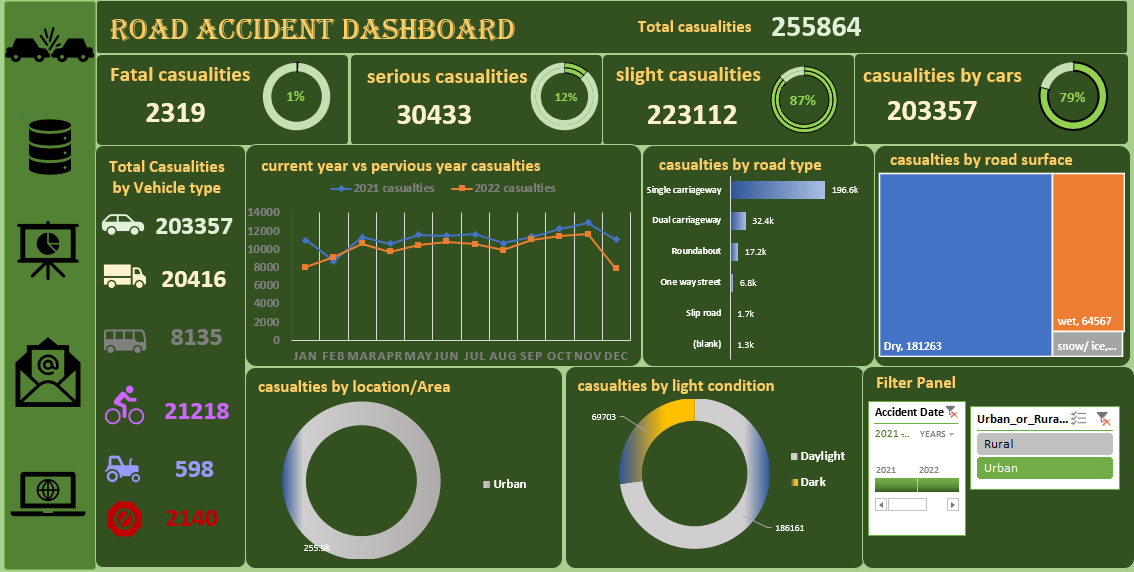 ROAD ACCIDENT DASHBOARD
Total casualities 255864
Fatal casualities
2319
1%
serious casualities
30433
12%
slight casualities
223112
87%
casualities by cars
203357
79%
Total Casualities
by Vehicle type
203357
20416
8135
21218
598
2140
current year vs pervious year casualties
2021 casualties
2022 casualties
14000
12000
10000
8000
6000
4000
2000
0
JAN FEB MAR APR MAY JUN JUL AUG SEP OCT NOV DEC
casualties by road type
Single carriageway 196.6k
Dual carriageway 32.4k
Roundabout 17.2k
One way street 6.8k
Slip road 1.7k
(blank) 1.3k
casualties by road surface
Dry, 181263
wet, 64567
snow/ ice,...
casualties by location/Area
255.9k
Urban
casualties by light condition
69703
186161
Daylight
Dark
Filter Panel
Accident Date
2021 -...
YEARS
2021 2022
Urban_or_Rura...
Rural
Urban